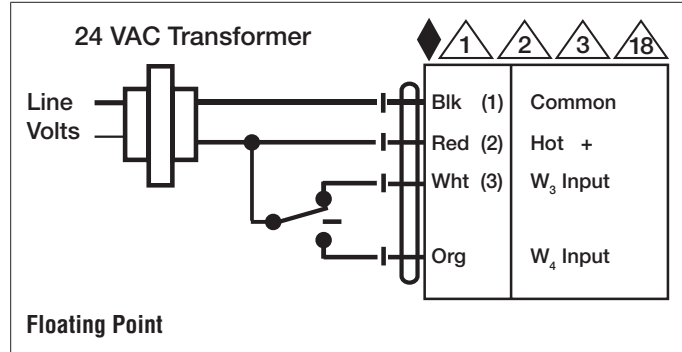 24 VAC Transformer
1 2 3 18
Line
Volts
Blk (1) Common
Red (2) Hot +
Wht (3) W₃ Input
Org W₄ Input
Floating Point